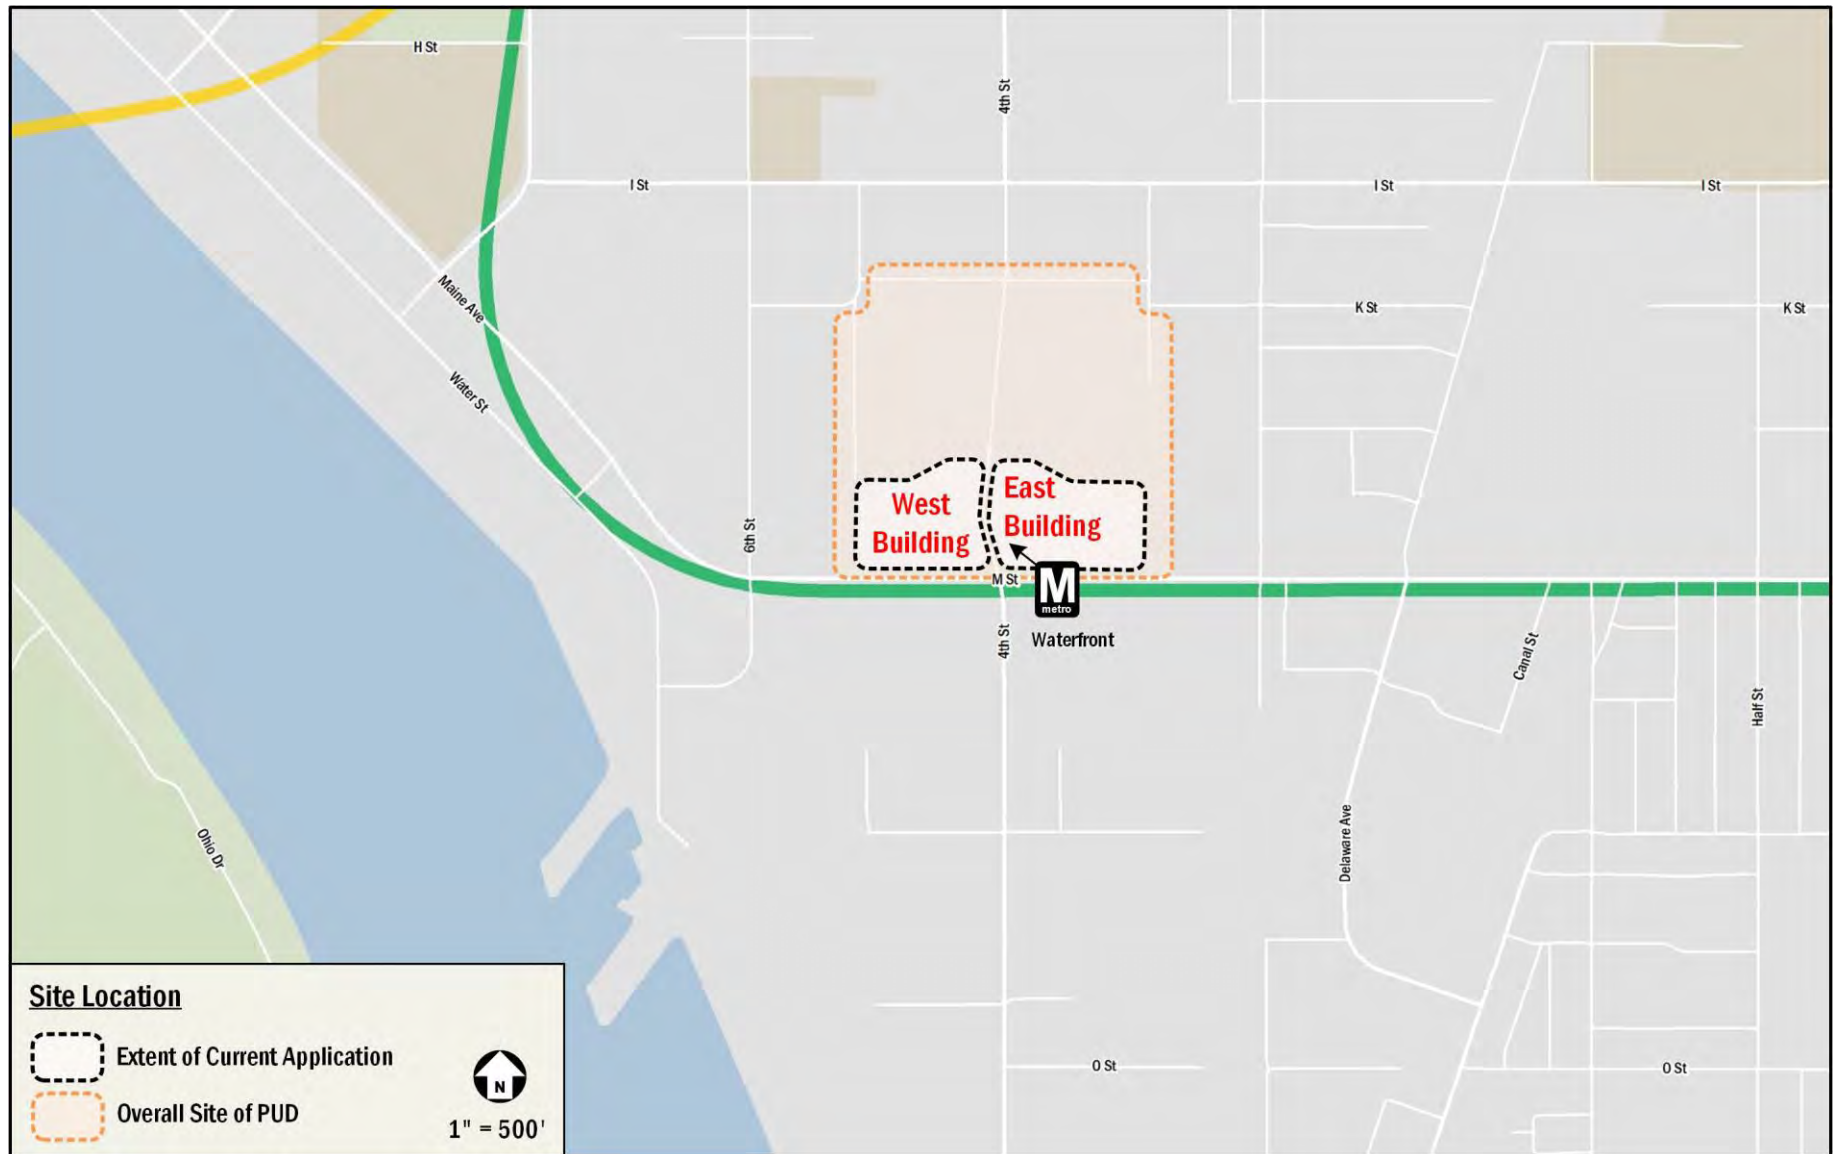 H St
4th St
I St
I St
I St
Maine Ave
K St
K St
Water St
West
Building
East
Building
6th St
M St
M
metro
Waterfront
4th St
Canal St
Half St
Ohio Dr
Delaware Ave
O St
O St
Site Location
Extent of Current Application
Overall Site of PUD
N
1" = 500'